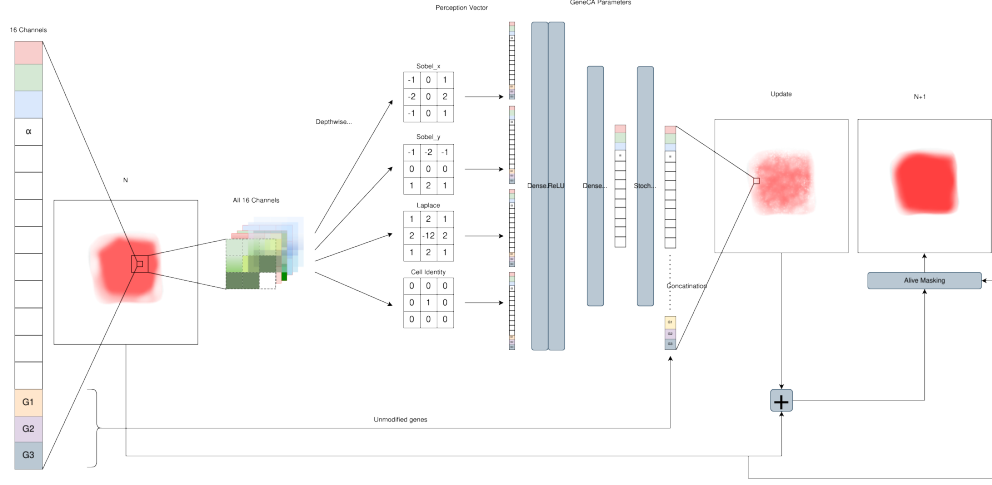 GeneCA Parameters
Perception Vector
16 Channels
α
G1
G2
G3
N
All 16 Channels
Depthwise...
Sobel_x
-1 0 1
-2 0 2
-1 0 1
Sobel_y
-1 -2 -1
0 0 0
1 2 1
Laplace
1 2 1
2 -12 2
1 2 1
Cell Identity
0 0 0
0 1 0
0 0 0
Dense,ReLU
Dense...
Stoch...
Concatination
Update
N+1
Alive Masking
+
Unmodified genes